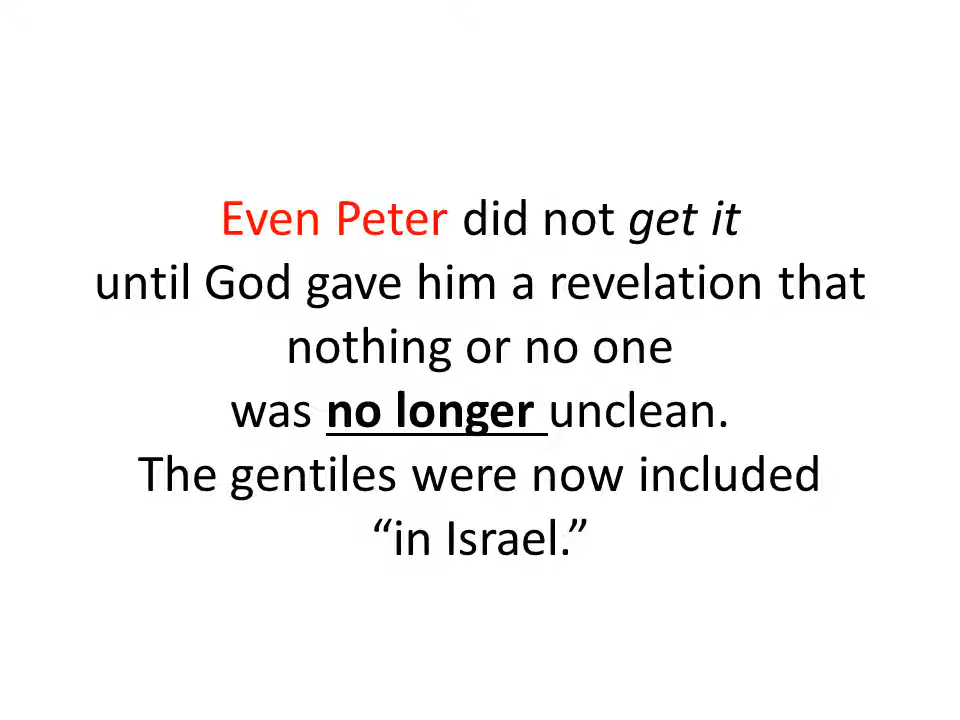 Even Peter did not get it
until God gave him a revelation that
nothing or no one
was no longer unclean.
The gentiles were now included
“in Israel.”